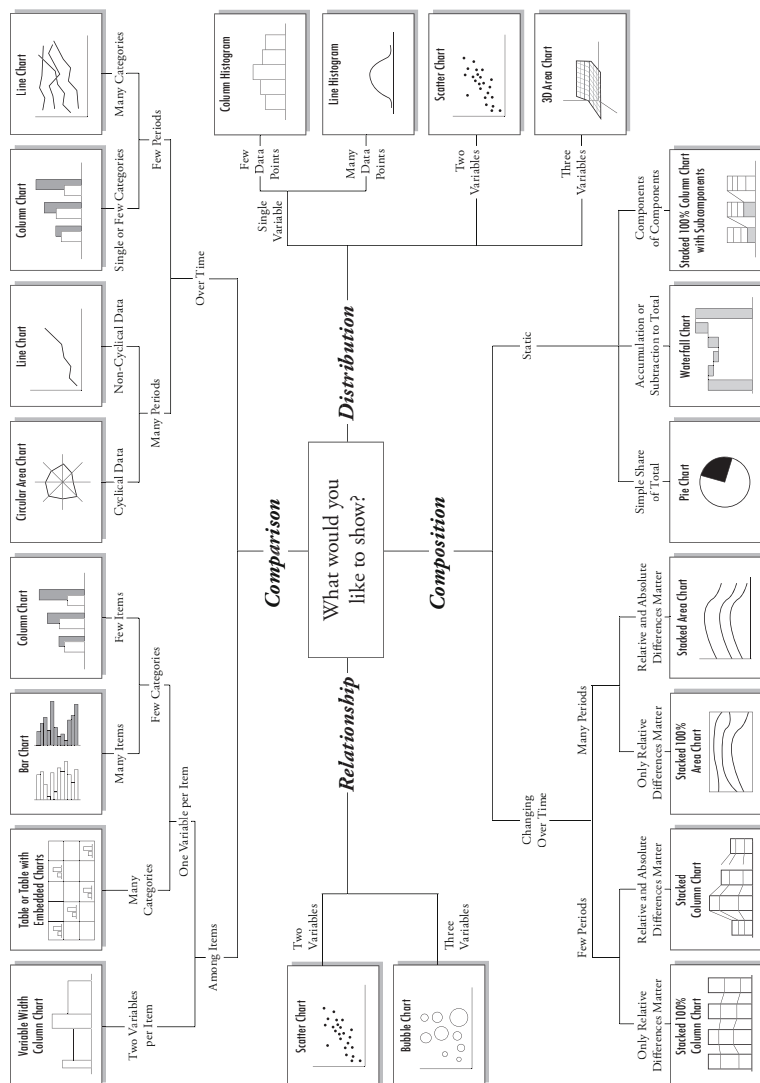 Variable Width
Column Chart
Table or Table with
Embedded Charts
Bar Chart
Column Chart
Circular Area Chart
Line Chart
Column Chart
Line Chart
Two Variables
per Item
Many
Categories
Many Items
Few Items
Cyclical Data
Non-Cyclical Data
Single or Few Categories
Many Categories
Few Categories
Many Periods
Few Periods
One Variable per Item
Among Items
Over Time
Comparison
What would you
like to show?
Relationship
Two
Variables
Three
Variables
Scatter Chart
Bubble Chart
Distribution
Single
Variable
Few
Data
Points
Many
Data
Points
Two
Variables
Three
Variables
Column Histogram
Line Histogram
Scatter Chart
3D Area Chart
Composition
Changing
Over Time
Static
Few Periods
Many Periods
Only Relative
Differences Matter
Relative and Absolute
Differences Matter
Only Relative
Differences Matter
Relative and Absolute
Differences Matter
Simple Share
of Total
Accumulation or
Subtraction to Total
Components
of Components
Stacked 100%
Column Chart
Stacked
Column Chart
Stacked 100%
Area Chart
Stacked Area Chart
Pie Chart
Waterfall Chart
Stacked 100% Column Chart
with Subcomponents